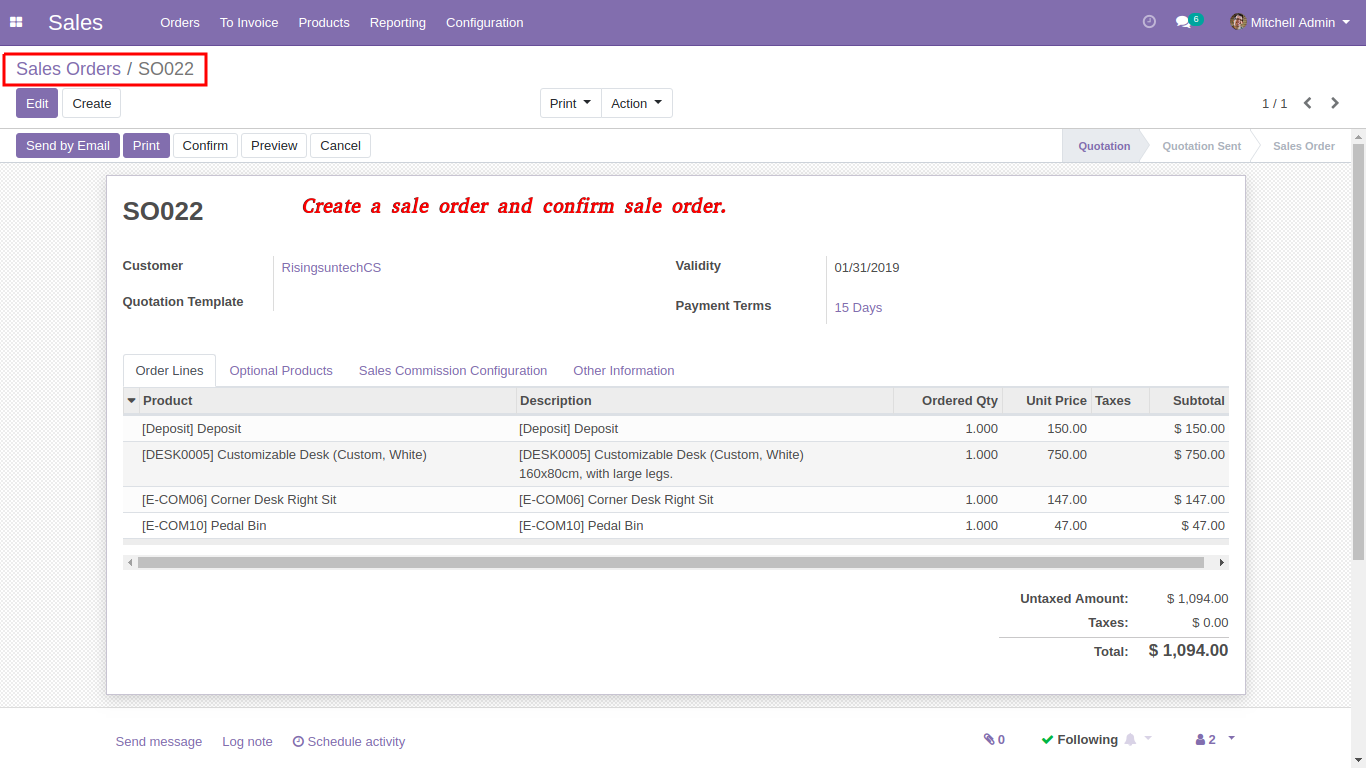 Sales Orders To Invoice Products Reporting Configuration 6 Mitchell Admin
Sales Orders / SO022
Edit Create Print Action 1 / 1
Send by Email Print Confirm Preview Cancel Quotation Quotation Sent Sales Order
SO022 Create a sale order and confirm sale order.
Customer RisingsuntechCS Validity 01/31/2019
Quotation Template Payment Terms 15 Days
Order Lines Optional Products Sales Commission Configuration Other Information
Product Description Ordered Qty Unit Price Taxes Subtotal
[Deposit] Deposit [Deposit] Deposit 1.000 150.00 $ 150.00
[DESK0005] Customizable Desk (Custom, White) [DESK0005] Customizable Desk (Custom, White) 1.000 750.00 $ 750.00
160x80cm, with large legs.
[E-COM06] Corner Desk Right Sit [E-COM06] Corner Desk Right Sit 1.000 147.00 $ 147.00
[E-COM10] Pedal Bin [E-COM10] Pedal Bin 1.000 47.00 $ 47.00
Untaxed Amount: $ 1,094.00
Taxes: $ 0.00
Total: $ 1,094.00
Send message Log note Schedule activity 0 Following 2